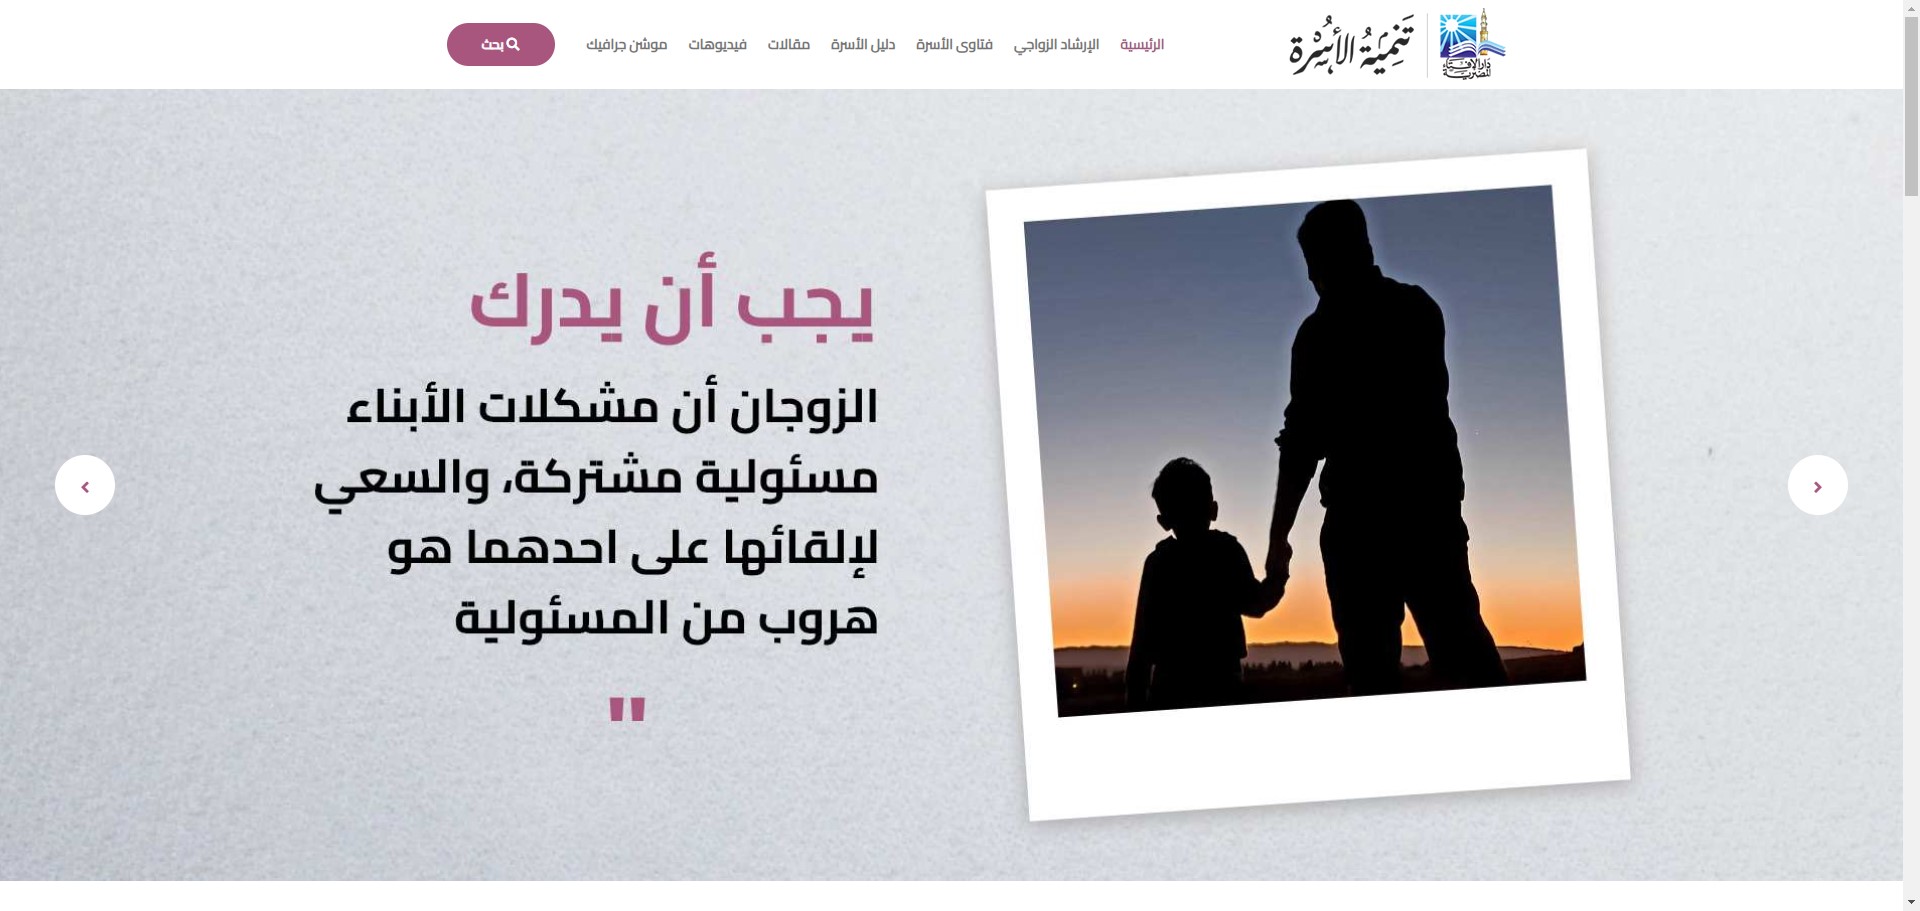 دار الإفتاء
المصرية
تنمية الأسرة
الرئيسية
الإرشاد الزواجي
فتاوى الأسرة
دليل الأسرة
مقالات
فيديوهات
موشن جرافيك
بحث
يجب أن يدرك
الزوجان أن مشكلات الأبناء
مسئولية مشتركة، والسعي
لإلقائها على احدهما هو
هروب من المسئولية
"